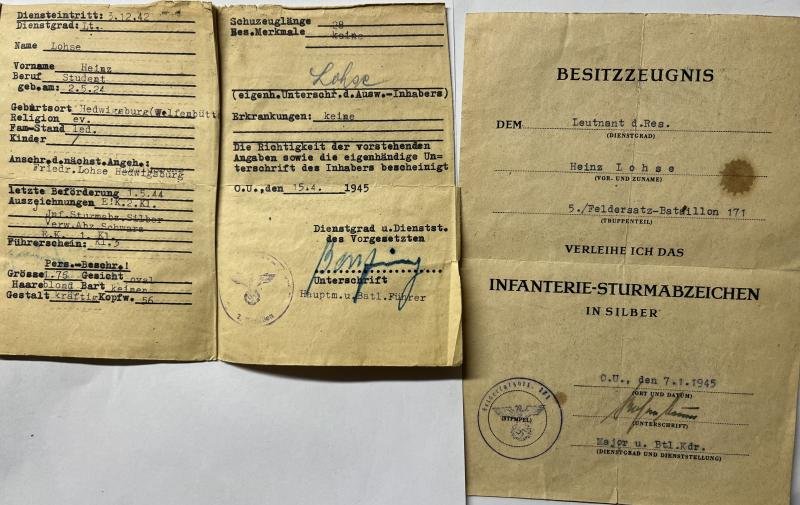 Diensteintritt: 3.12.42
Dienstgrad: Lt.
Name Lohse
Vorname Heinz
Beruf Student
geb.am: 2.5.24
Geburtsort Hedwigsburg(Wolfenbütt
Religion ev.
Fam-Stand led.
Kinder /
Anschr.d.nächst.Angeh.:
Friedr.Lohse Hedwigsburg
letzte Beförderung 1.5.44
Auszeichnungen E.K.2.Kl.
Inf.Sturmabz.Silber
Verw.Abz.Schwarz
E.K. 1. Kl.
Führerschein: Kl.3
Pers.-Beschr.!
Grösse 1.75 Gesicht oval
Haare blond Bart keinen
Gestalt kräftig Kopfw. 56
Schuzeuglänge 28
Bes.Merkmale keine
Lohse
(eigenh.Unterschr.d.Ausw.-Inhabers)
Erkrankungen: keine
Die Richtigkeit der vorstehenden
Angaben sowie die eigenhändige Un-
terschrift des Inhabers bescheinigt
O.U.,den 15.4. 1945
Dienstgrad u.Dienstst.
des Vorgesetzten
Unterschrift
Hauptm.u.Batl.Führer
BESITZZEUGNIS
DEM Leutnant d.Res.
(DIENSTGRAD)
Heinz Lohse
(VOR- UND ZUNAME)
5./Feldersatz-Bataillon 171
(TRUPPENTEIL)
VERLEIHE ICH DAS
INFANTERIE-STURMABZEICHEN
IN SILBER
O.U., den 7.1.1945
(ORT UND DATUM)
(STEMPEL)
(UNTERSCHRIFT)
Major u. Btl.Kdr.
(DIENSTGRAD UND DIENSTSTELLUNG)